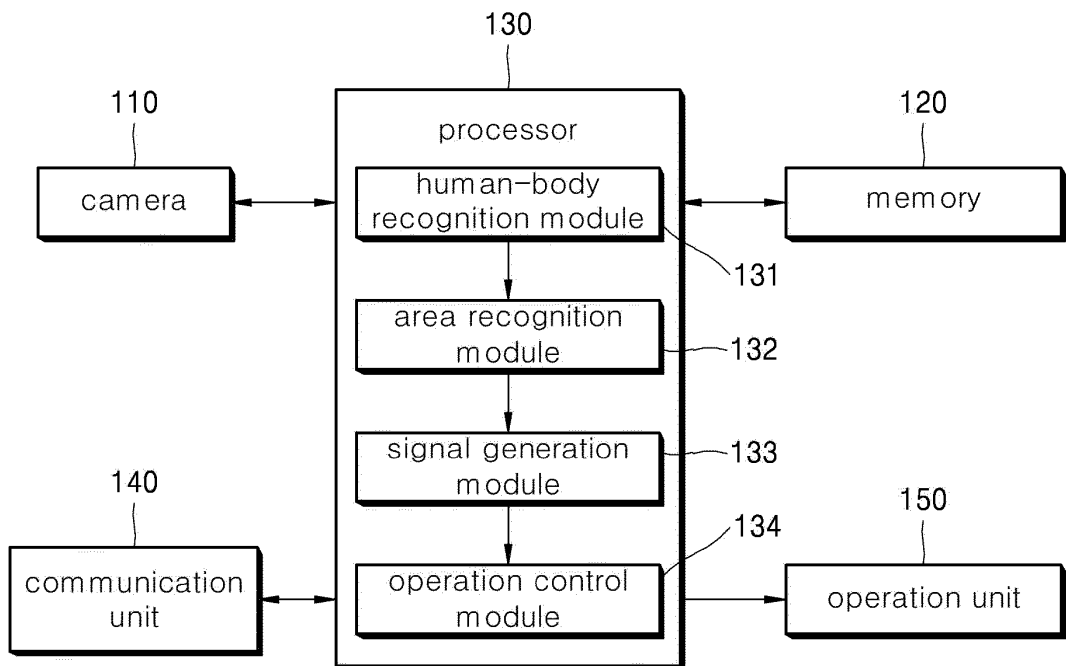 130
110
120
processor
camera
human-body
recognition module
memory
131
area recognition
module
132
signal generation
module
133
140
134
150
communication
unit
operation control
module
operation unit